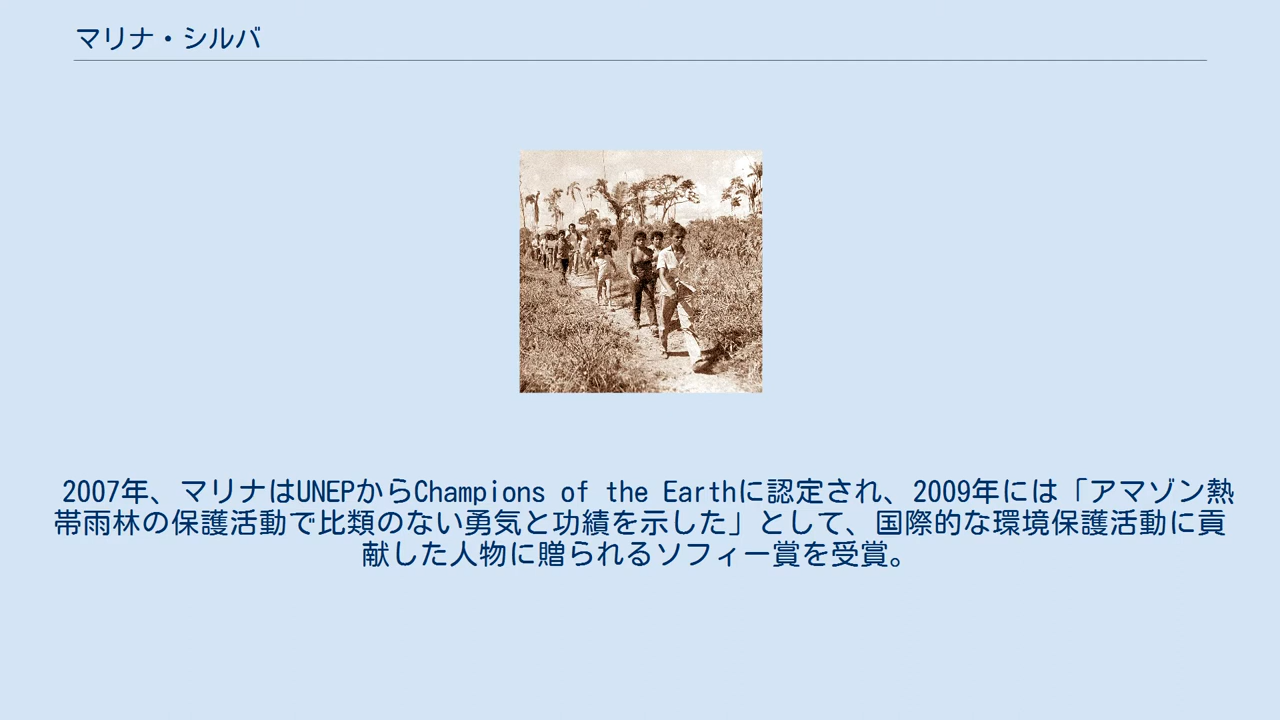 マリナ・シルバ
2007年、マリナはUNEPからChampions of the Earthに認定され、2009年には「アマゾン熱
帯雨林の保護活動で比類のない勇気と功績を示した」として、国際的な環境保護活動に貢
献した人物に贈られるソフィー賞を受賞。